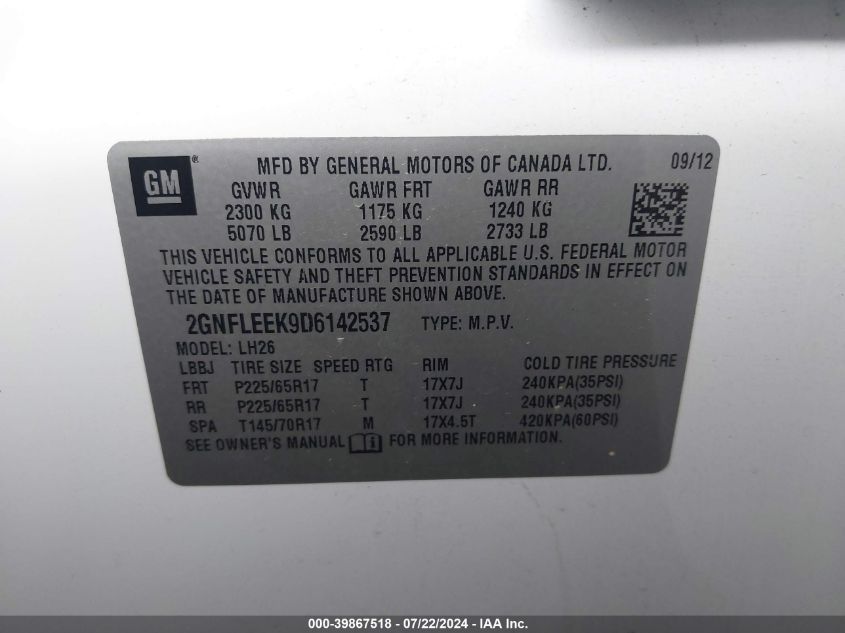 GM ® MFD BY GENERAL MOTORS OF CANADA LTD. 09/12
GVWR GAWR FRT GAWR RR
2300 KG 1175 KG 1240 KG
5070 LB 2590 LB 2733 LB
THIS VEHICLE CONFORMS TO ALL APPLICABLE U.S. FEDERAL MOTOR
VEHICLE SAFETY AND THEFT PREVENTION STANDARDS IN EFFECT ON
THE DATE OF MANUFACTURE SHOWN ABOVE.
2GNFLEEK9D6142537 TYPE: M.P.V.
MODEL: LH26
LBBJ TIRE SIZE SPEED RTG RIM COLD TIRE PRESSURE
FRT P225/65R17 T 17X7J 240KPA(35PSI)
RR P225/65R17 T 17X7J 240KPA(35PSI)
SPA T145/70R17 M 17X4.5T 420KPA(60PSI)
SEE OWNER'S MANUAL i FOR MORE INFORMATION.
000-39867518 - 07/22/2024 - IAA Inc.